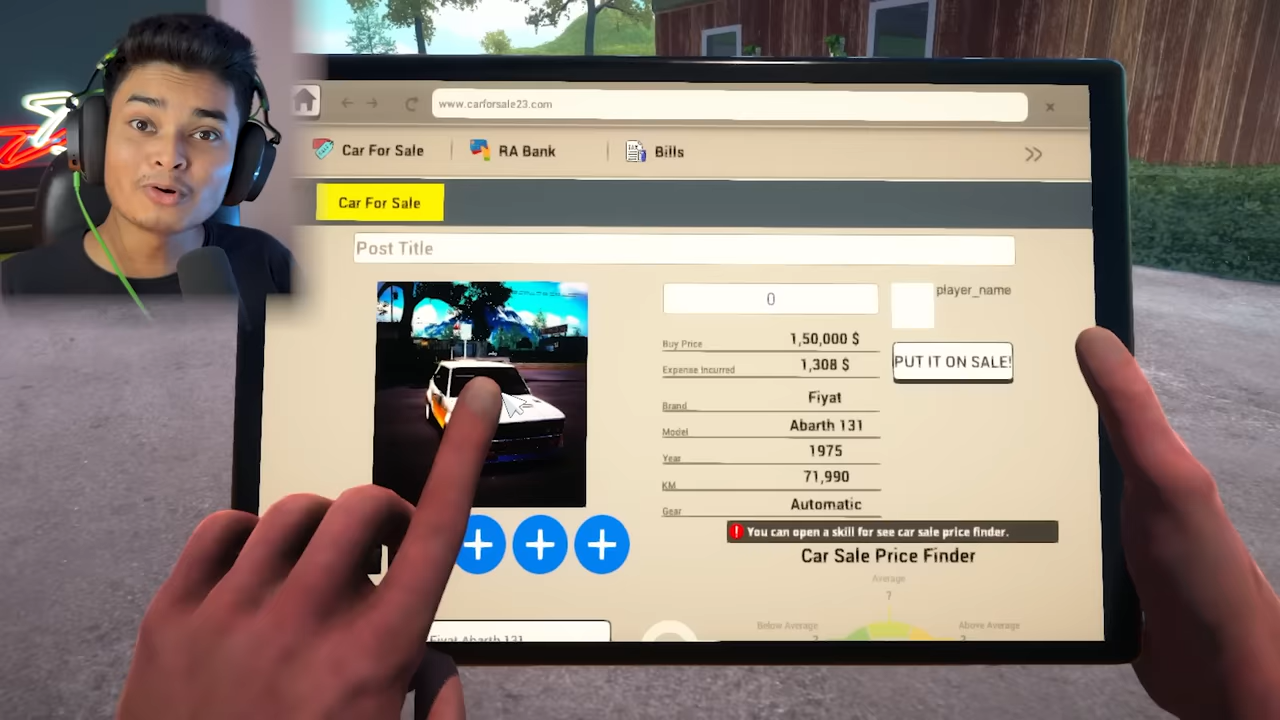 www.carforsale23.com
Car For Sale
RA Bank
Bills
Car For Sale
Post Title
0
player_name
Buy Price 1,50,000 $
PUT IT ON SALE!
Expense Incurred 1,308 $
Brand Fiyat
Model Abarth 131
Year 1975
KM 71,990
Gear Automatic
You can open a skill for see car sale price finder.
Car Sale Price Finder
Average
?
Below Average
Above Average
Fiyat Abarth 131